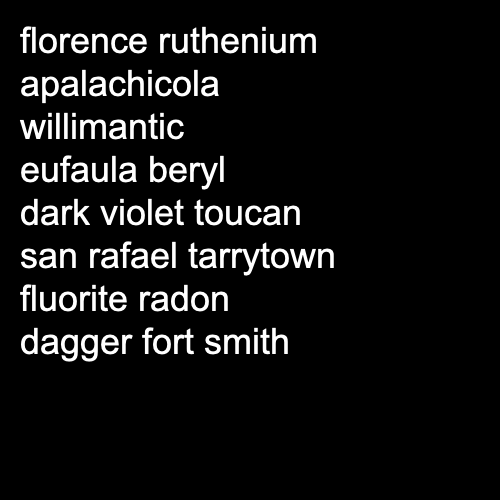 florence ruthenium
apalachicola
willimantic
eufaula beryl
dark violet toucan
san rafael tarrytown
fluorite radon
dagger fort smith